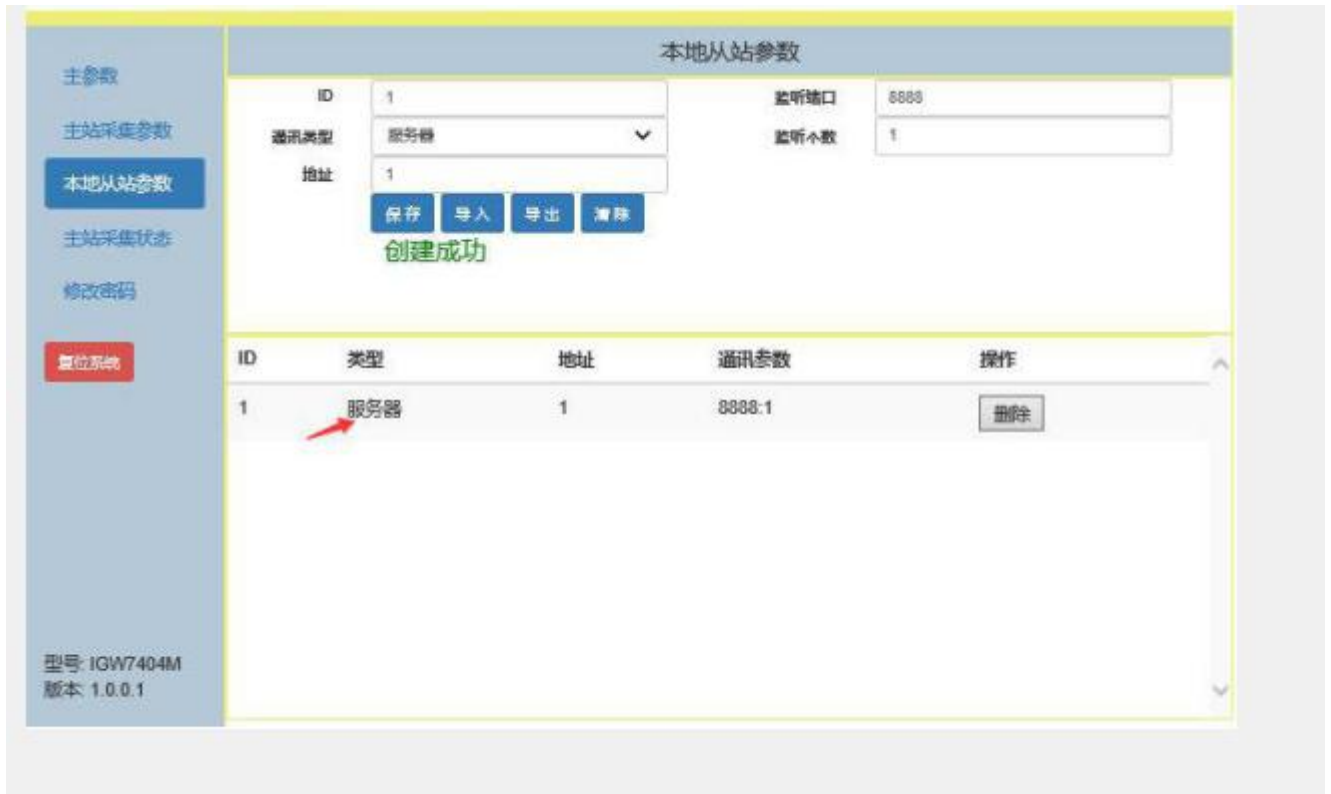 本地从站参数
主参数
主站采集参数
本地从站参数
主站采集状态
修改密码
复位系统
ID 1 监听端口 8888
通讯类型 服务器 监听个数 1
地址 1
保存 导入 导出 清除
创建成功
ID 类型 地址 通讯参数 操作
1 服务器 1 8888:1 删除
型号: IGW7404M
版本: 1.0.0.1